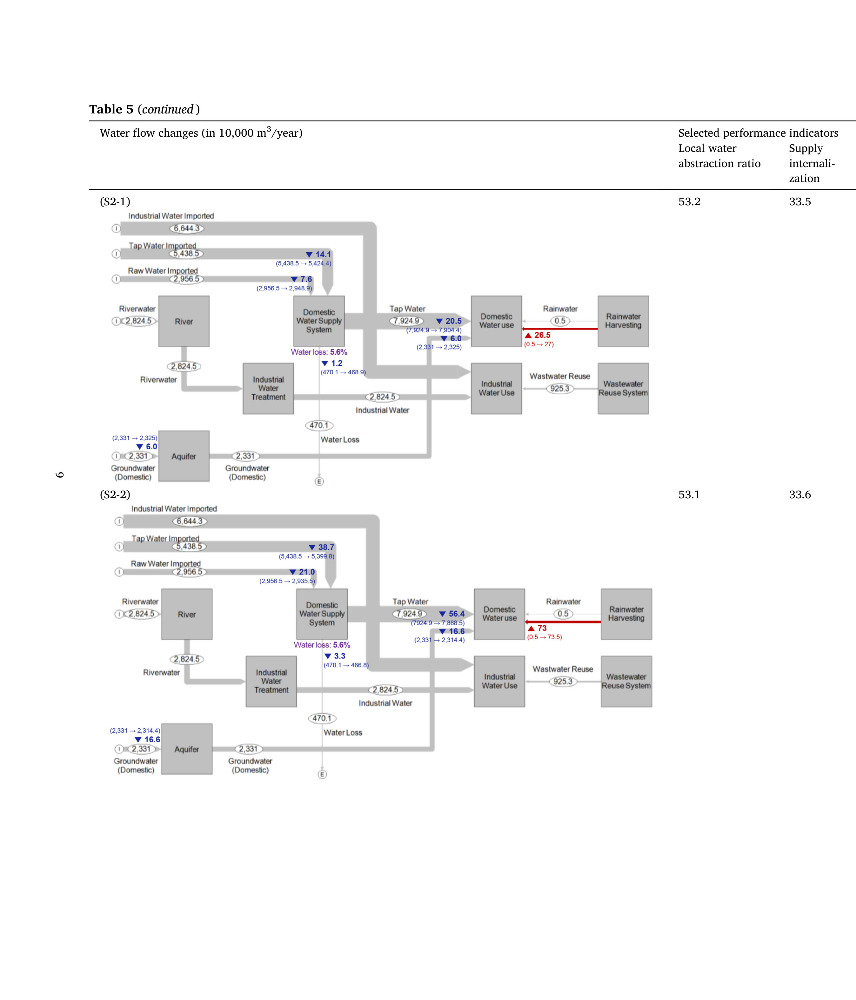 Table 5 (continued)
Water flow changes (in 10,000 m3/year)
Selected performance indicators
Local water abstraction ratio
Supply internali-zation
(S2-1)
53.2
33.5
Industrial Water Imported
I
6,644.3
Tap Water Imported
I
5,438.5
▼ 14.1
(5,438.5 → 5,424.4)
Raw Water Imported
I
2,956.5
▼ 7.6
(2,956.5 → 2,948.9)
Riverwater
I
2,824.5
River
Domestic
Water Supply
System
Tap Water
7,924.9
▼ 20.5
(7,924.9 → 7,904.4)
▼ 6.0
(2,331 → 2,325)
Domestic
Water use
Rainwater
0.5
▲ 26.5
(0.5 → 27)
Rainwater
Harvesting
Water loss: 5.6%
▼ 1.2
(470.1 → 468.9)
2,824.5
Riverwater
Industrial
Water
Treatment
2,824.5
Industrial Water
Industrial
Water Use
Wastwater Reuse
925.3
Wastewater
Reuse System
470.1
Water Loss
(2,331 → 2,325)
▼ 6.0
I
2,331
Groundwater
(Domestic)
Aquifer
2,331
Groundwater
(Domestic)
E
6
(S2-2)
53.1
33.6
Industrial Water Imported
I
6,644.3
Tap Water Imported
I
5,438.5
▼ 38.7
(5,438.5 → 5,399.8)
Raw Water Imported
I
2,956.5
▼ 21.0
(2,956.5 → 2,935.5)
Riverwater
I
2,824.5
River
Domestic
Water Supply
System
Tap Water
7,924.9
▼ 56.4
(7924.9 → 7,868.5)
▼ 16.6
(2,331 → 2,314.4)
Domestic
Water use
Rainwater
0.5
▲ 73
(0.5 → 73.5)
Rainwater
Harvesting
Water loss: 5.6%
▼ 3.3
(470.1 → 466.8)
2,824.5
Riverwater
Industrial
Water
Treatment
2,824.5
Industrial Water
Industrial
Water Use
Wastwater Reuse
925.3
Wastewater
Reuse System
470.1
Water Loss
(2,331 → 2,314.4)
▼ 16.6
I
2,331
Groundwater
(Domestic)
Aquifer
2,331
Groundwater
(Domestic)
E